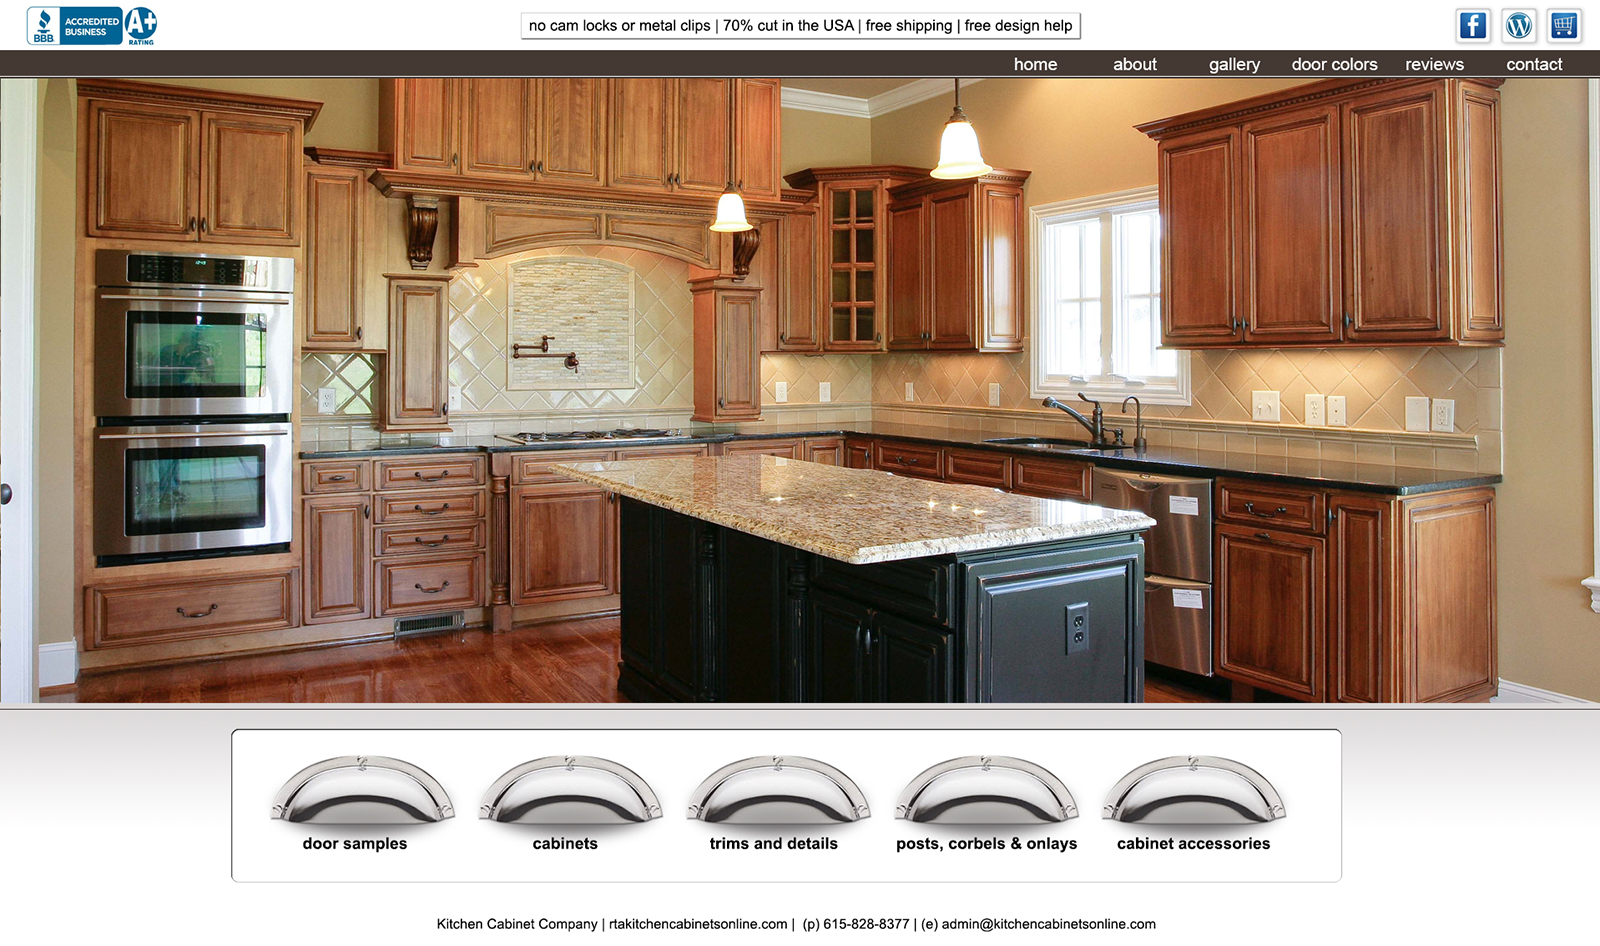 BBB.
ACCREDITED
BUSINESS
A+
RATING
no cam locks or metal clips | 70% cut in the USA | free shipping | free design help
home about gallery door colors reviews contact
door samples cabinets trims and details posts, corbels & onlays cabinet accessories
Kitchen Cabinet Company | rtakitchencabinetsonline.com | (p) 615-828-8377 | (e) admin@kitchencabinetsonline.com